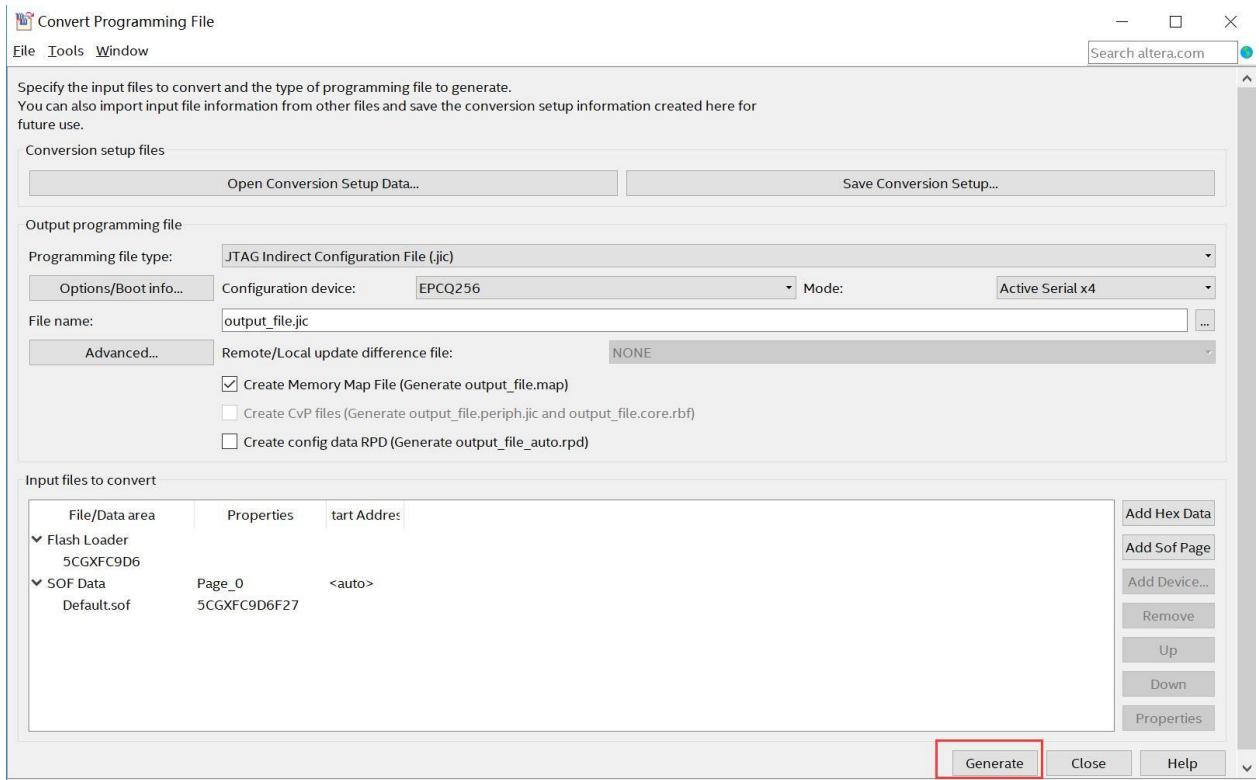 Convert Programming File
File Tools Window
Search altera.com
Specify the input files to convert and the type of programming file to generate.
You can also import input file information from other files and save the conversion setup information created here for
future use.
Conversion setup files
Open Conversion Setup Data...
Save Conversion Setup...
Output programming file
Programming file type:
JTAG Indirect Configuration File (.jic)
Options/Boot info...
Configuration device:
EPCQ256
Mode:
Active Serial x4
File name:
output_file.jic
...
Advanced...
Remote/Local update difference file:
NONE
Create Memory Map File (Generate output_file.map)
Create CvP files (Generate output_file.periph.jic and output_file.core.rbf)
Create config data RPD (Generate output_file_auto.rpd)
Input files to convert
File/Data area Properties tart Addres
Flash Loader
5CGXFC9D6
SOF Data Page_0 <auto>
Default.sof 5CGXFC9D6F27
Add Hex Data
Add Sof Page
Add Device...
Remove
Up
Down
Properties
Generate
Close
Help